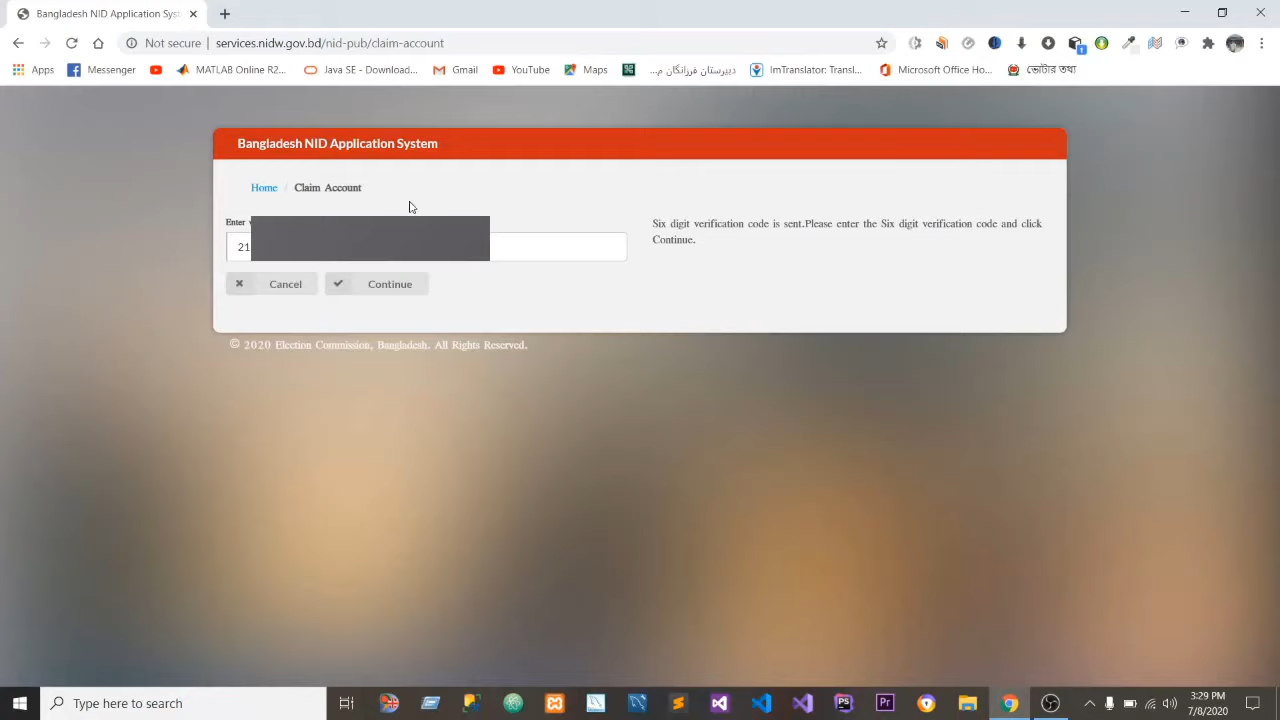 Bangladesh NID Application Syst
Not secure
services.nidw.gov.bd/nid-pub/claim-account
Apps
Messenger
MATLAB Online R2...
Java SE - Download...
Gmail
YouTube
Maps
دبیرستان فرزانگان م...
ImTranslator: Transl...
Microsoft Office Ho...
ভোটার তথ্য
Bangladesh NID Application System
Home / Claim Account
Enter
21
Six digit verification code is sent.Please enter the Six digit verification code and click
Continue.
Cancel
Continue
© 2020 Election Commission, Bangladesh. All Rights Reserved.
Type here to search
3:29 PM
7/8/2020